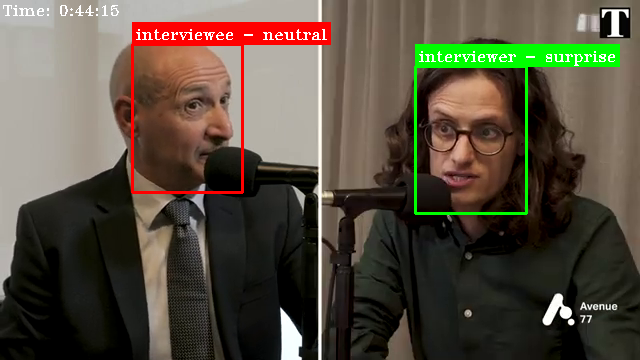 Time: 0:44:15
interviewee - neutral
interviewer - surprise
T
Avenue
77